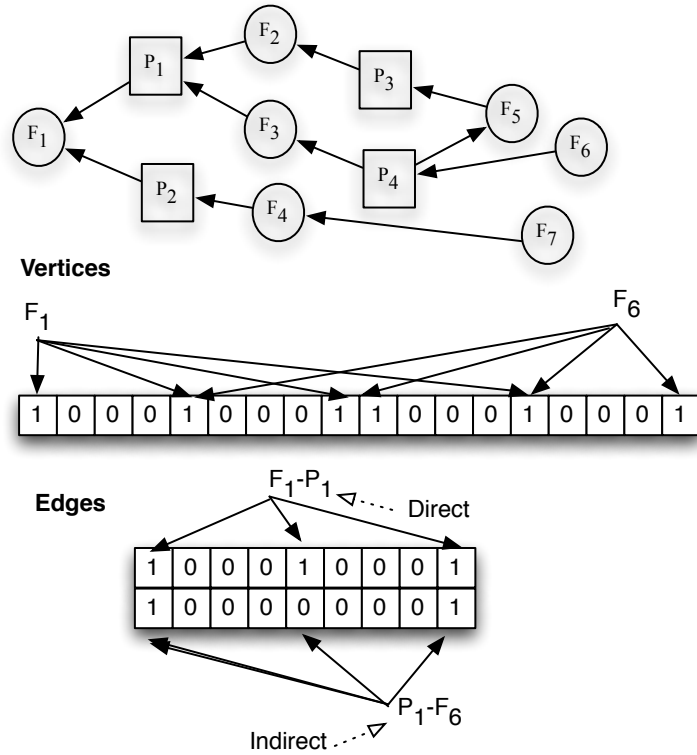 F2
P1
P3
F5
F1
F3
F6
P4
P2
F4
F7
Vertices
F1
F6
1 0 0 0 1 0 0 0 1 1 0 0 0 1 0 0 0 1
Edges
F1-P1
Direct
1 0 0 0 1 0 0 0 1
1 0 0 0 0 0 0 0 1
P1-F6
Indirect